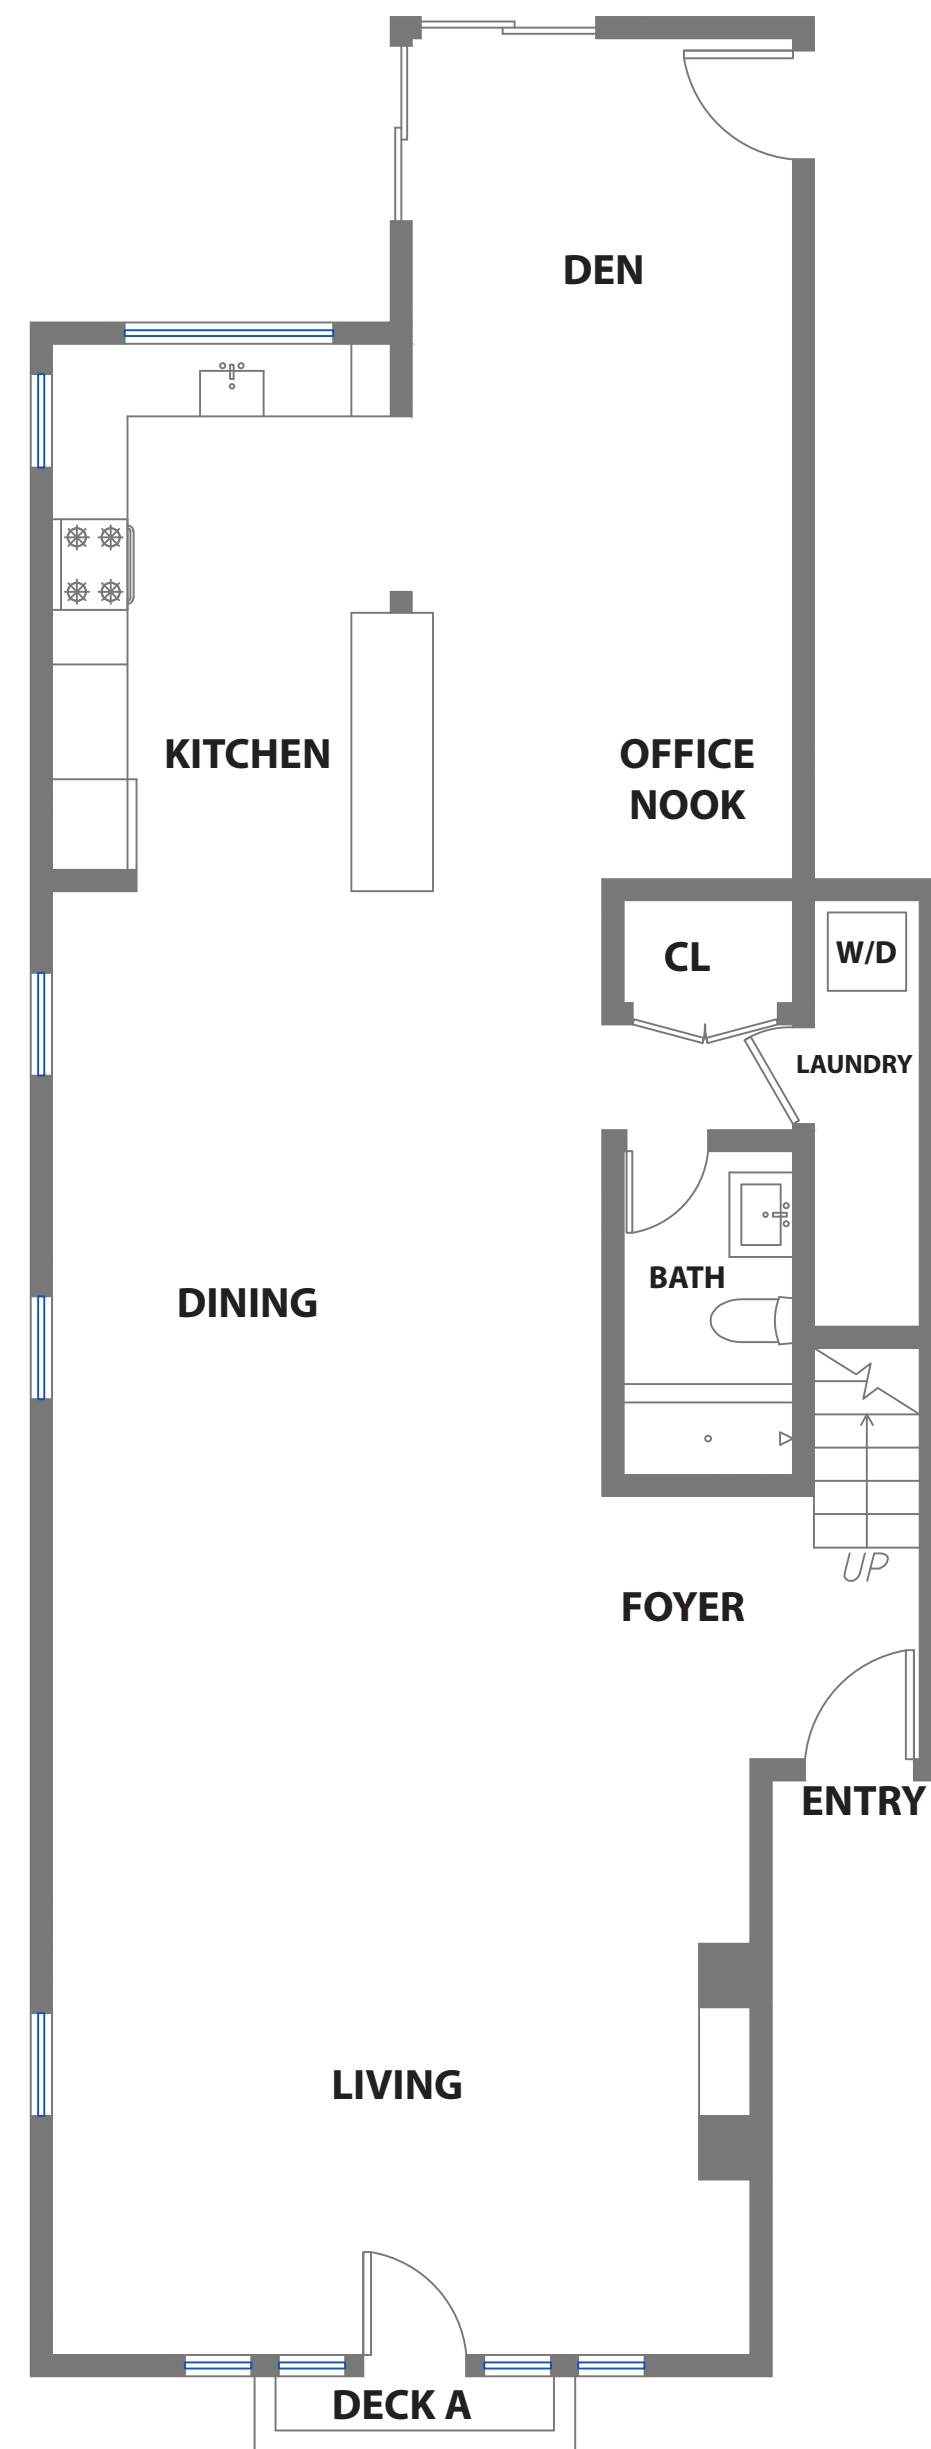 DEN
KITCHEN
OFFICE
NOOK
CL
W/D
LAUNDRY
BATH
DINING
UP
FOYER
ENTRY
LIVING
DECK A